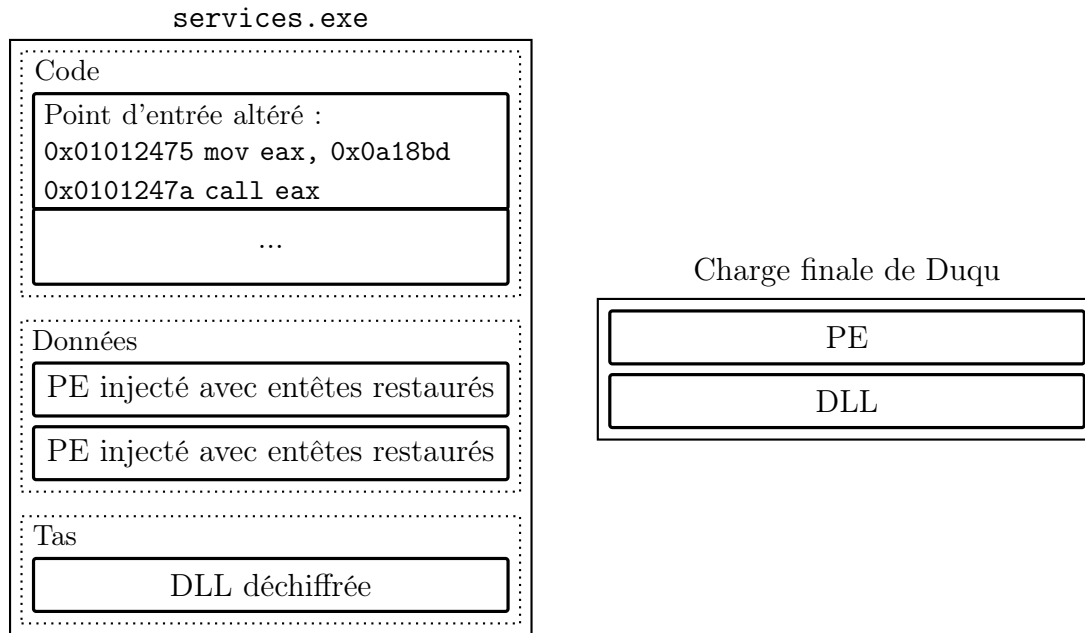 services.exe
Code
Point d'entrée altéré :
0x01012475 mov eax, 0x0a18bd
0x0101247a call eax
...
Données
PE injecté avec entêtes restaurés
PE injecté avec entêtes restaurés
Tas
DLL déchiffrée
Charge finale de Duqu
PE
DLL